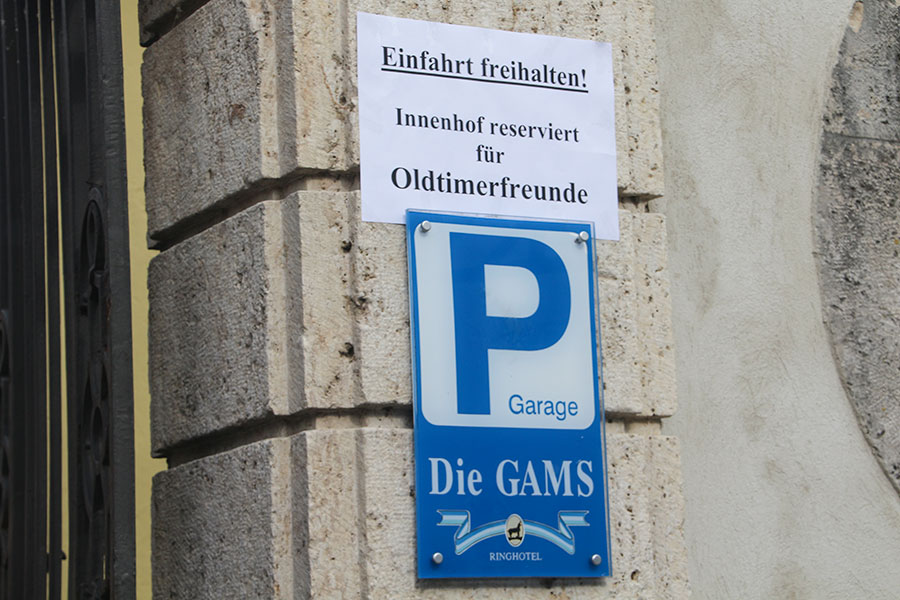 Einfahrt freihalten!
Innenhof reserviert
für
Oldtimerfreunde
P
Garage
Die GAMS
RINGHOTEL